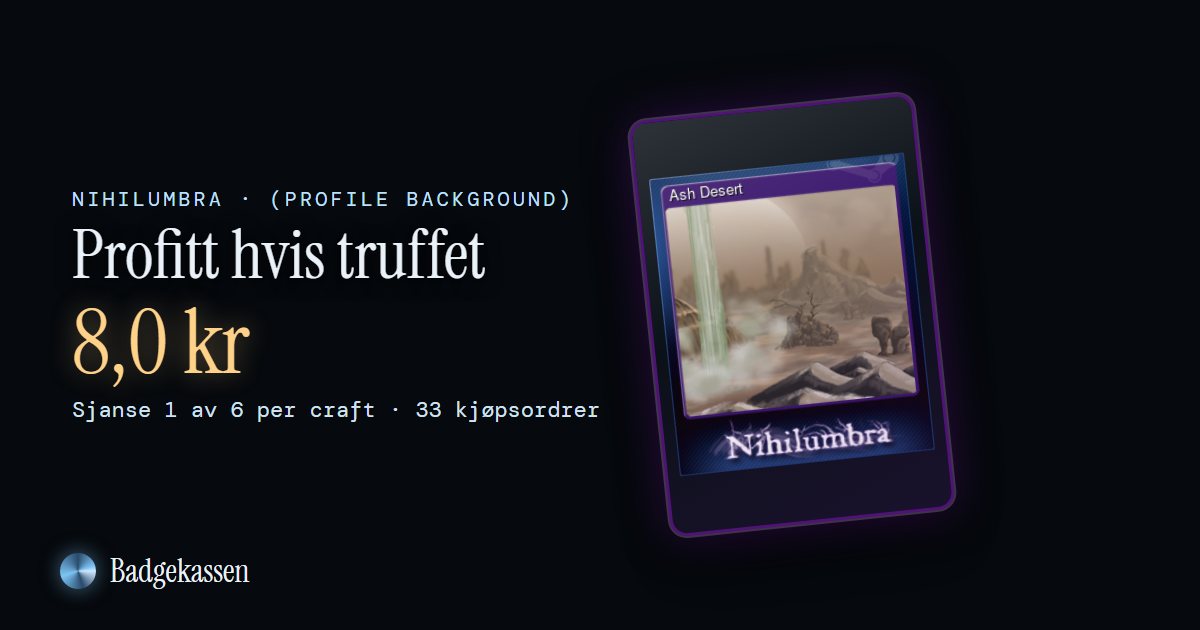 NIHILUMBRA · (PROFILE BACKGROUND)
Profitt hvis truffet
8,0 kr
Sjanse 1 av 6 per craft · 33 kjøpsordrer
Badgekassen
Ash Desert
Nihilumbra